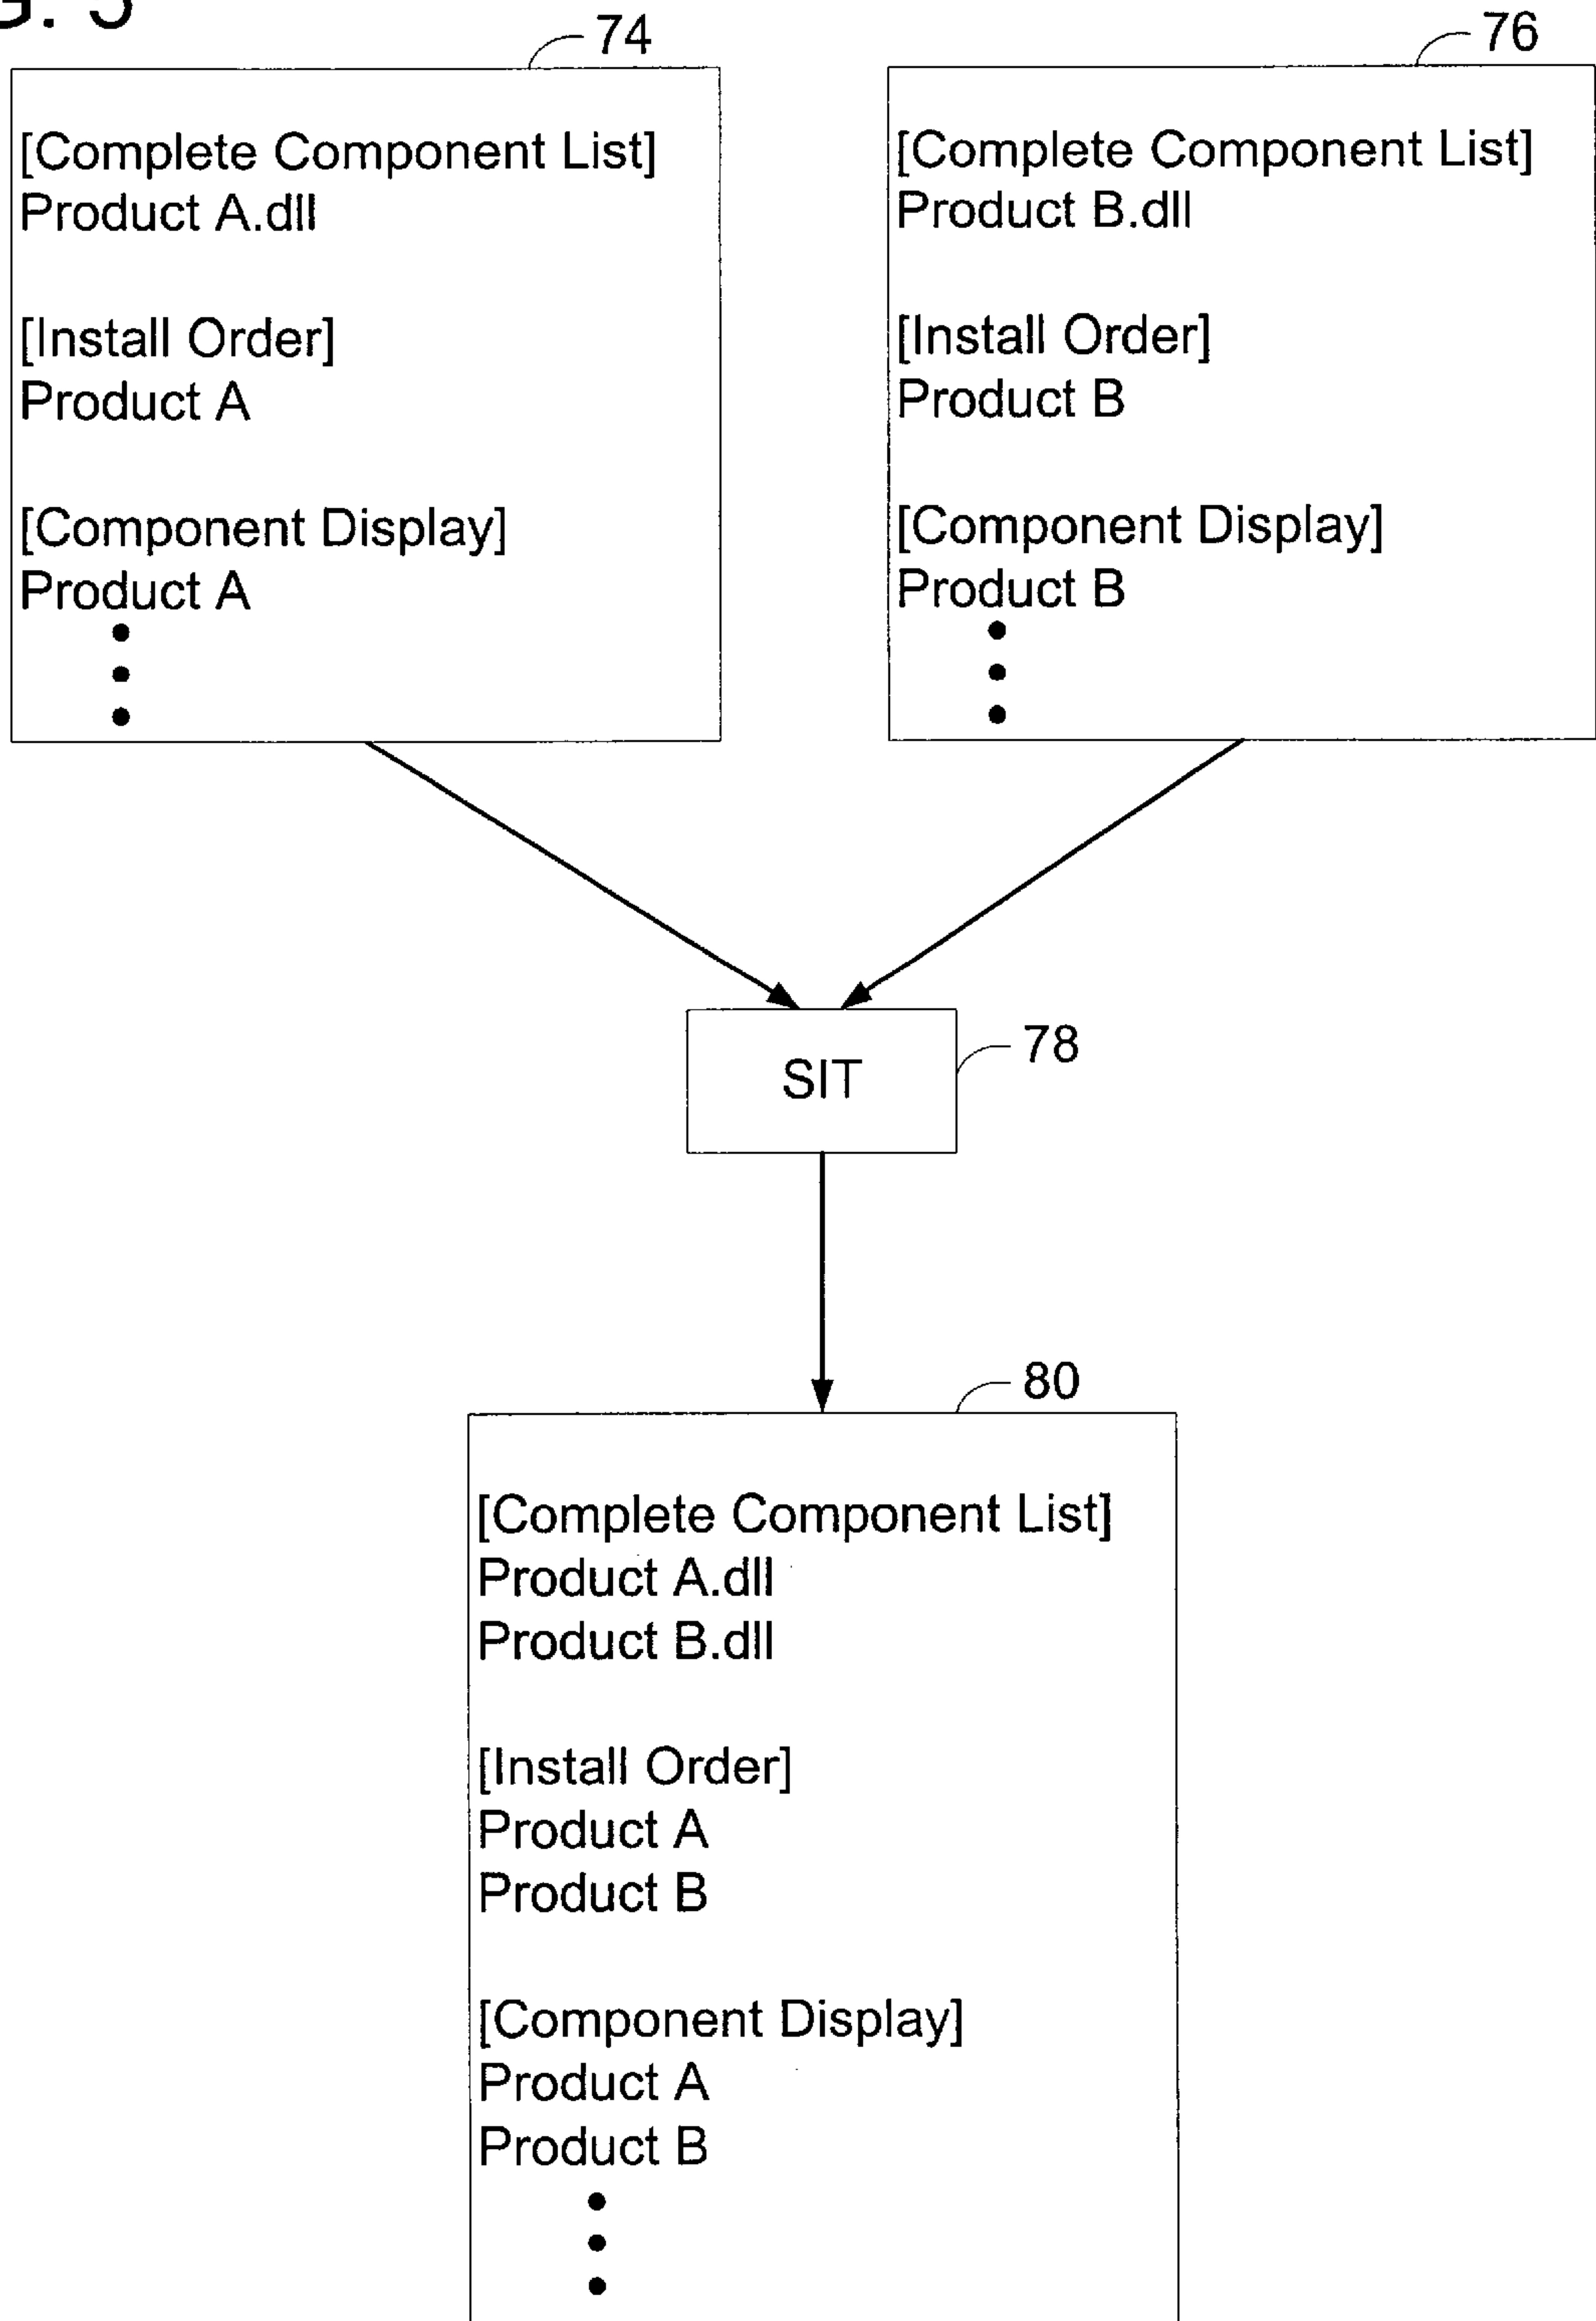 74
[Complete Component List]
Product A.dll
[Install Order]
Product A
[Component Display]
Product A
76
[Complete Component List]
Product B.dll
[Install Order]
Product B
[Component Display]
Product B
SIT
78
80
[Complete Component List]
Product A.dll
Product B.dll
[Install Order]
Product A
Product B
[Component Display]
Product A
Product B